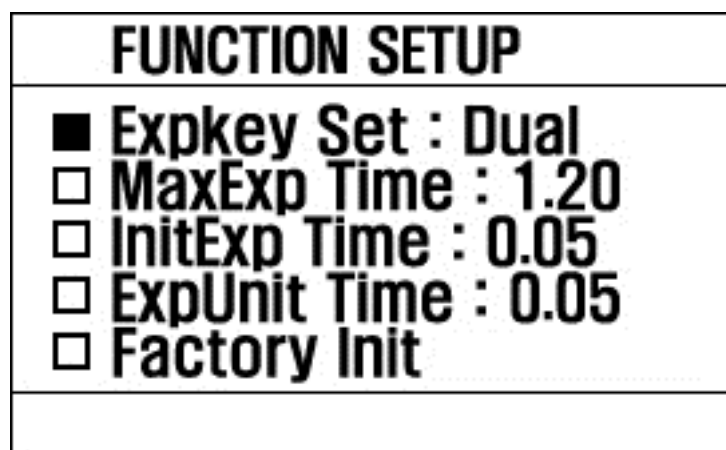 FUNCTION SETUP
Expkey Set : Dual
MaxExp Time : 1.20
InitExp Time : 0.05
ExpUnit Time : 0.05
Factory Init